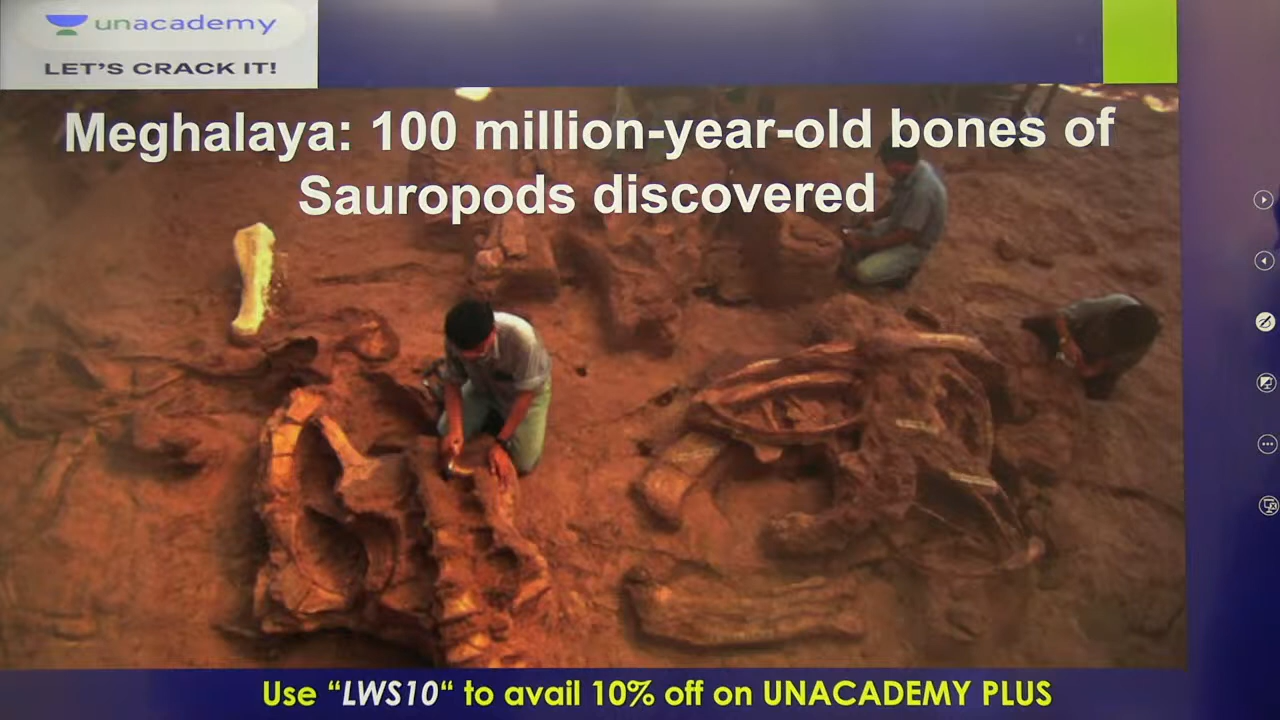 unacademy
LET'S CRACK IT!
Meghalaya: 100 million-year-old bones of
Sauropods discovered
Use “LWS10“ to avail 10% off on UNACADEMY PLUS